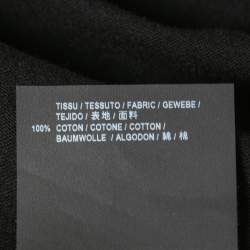 TISSU / TESSUTO / FABRIC / GEWEBE /
TEJIDO / 表地 / 面料
100% COTON / COTONE / COTTON /
BAUMWOLLE / ALGODON / 綿 / 棉